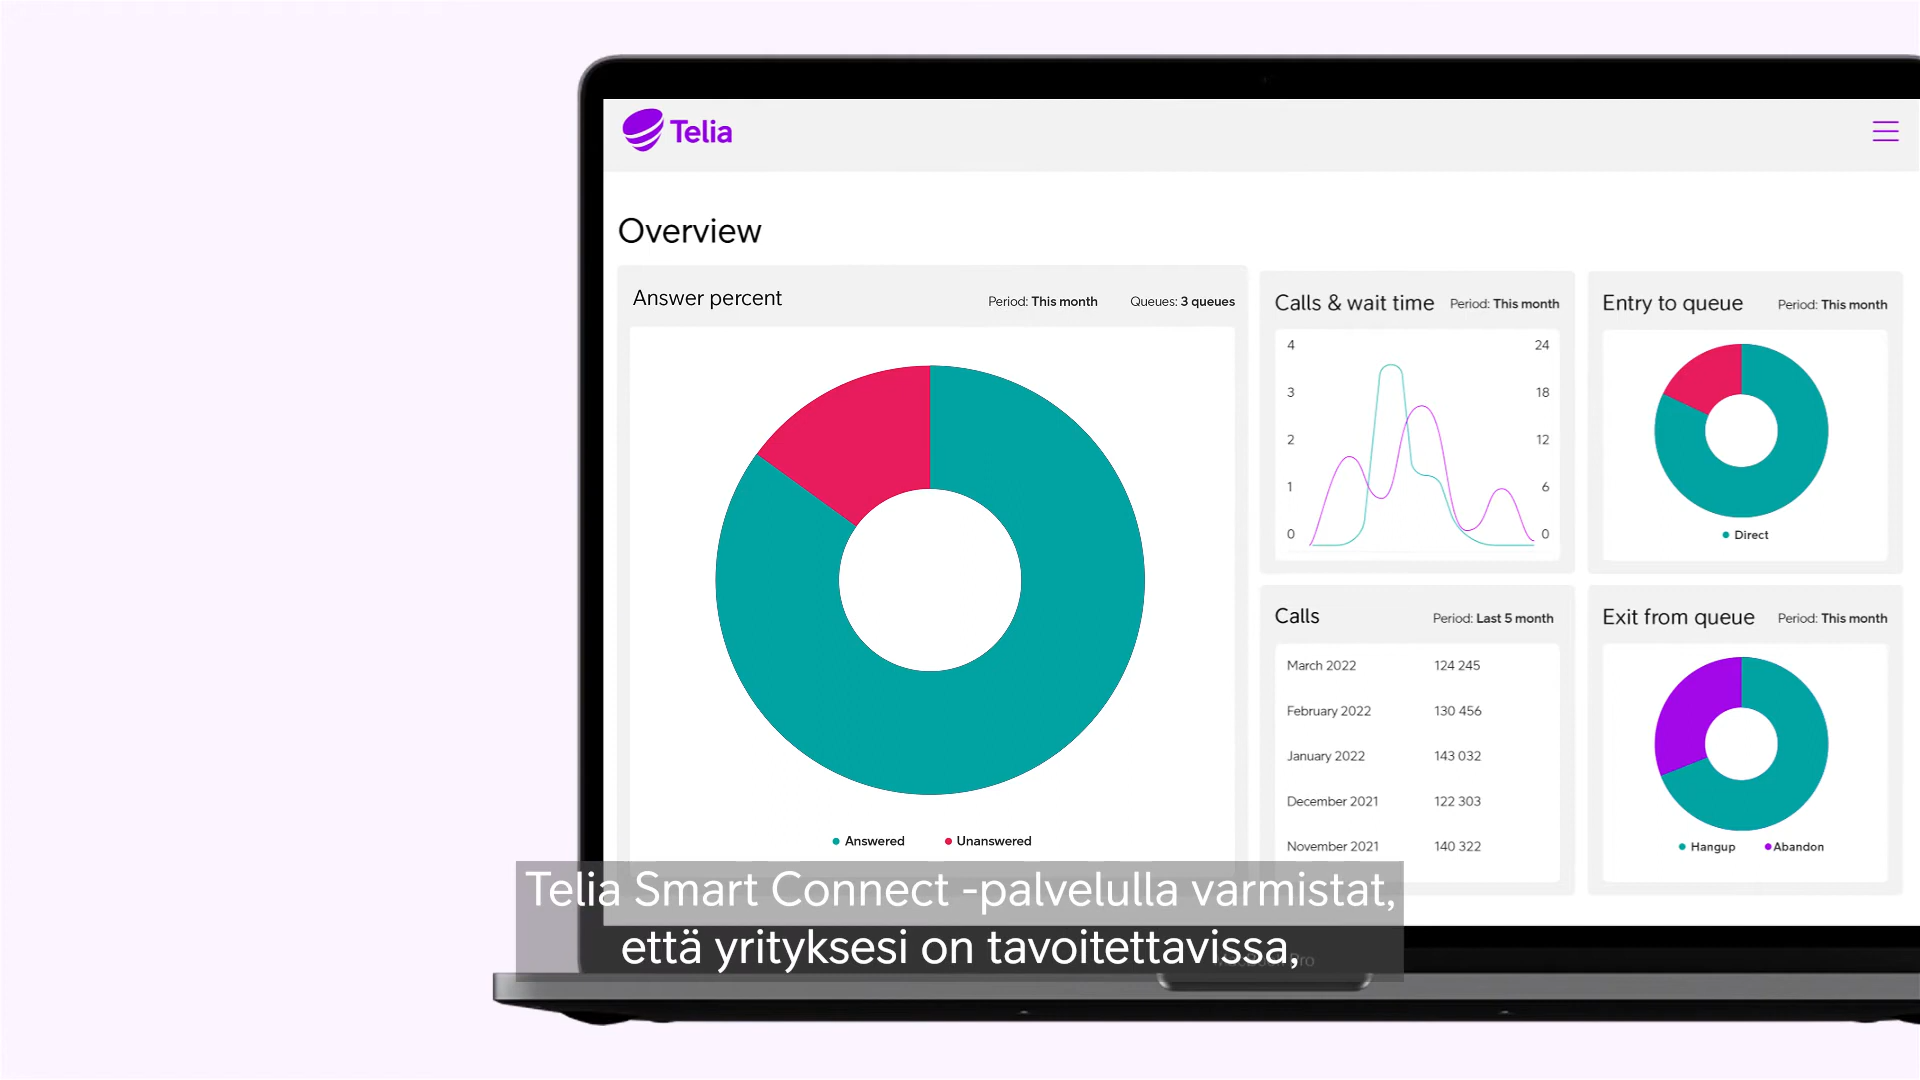 Telia
Overview
Answer percent
Period: This month
Queues: 3 queues
Answered
Unanswered
Calls & wait time
Period: This month
4
3
2
1
0
24
18
12
6
0
Entry to queue
Period: This month
Direct
Calls
Period: Last 5 month
March 2022 124 245
February 2022 130 456
January 2022 143 032
December 2021 122 303
November 2021 140 322
Exit from queue
Period: This month
Hangup
Abandon
Telia Smart Connect -palvelulla varmistat,
että yrityksesi on tavoitettavissa,